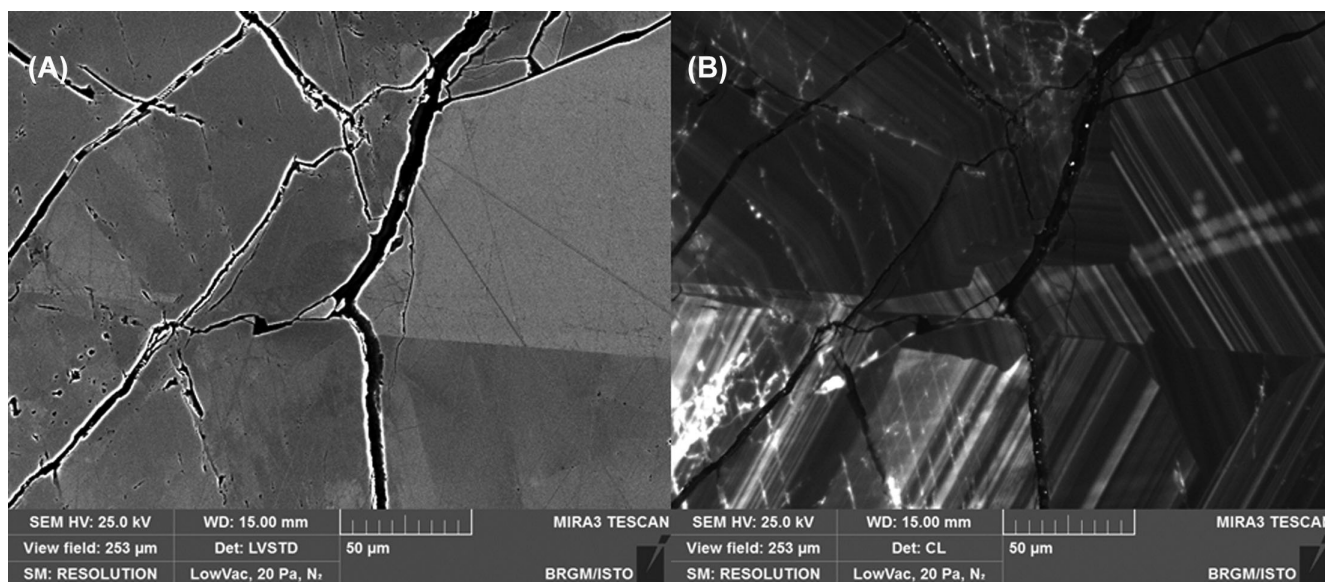 (A)
(B)
SEM HV: 25.0 kV WD: 15.00 mm MIRA3 TESCAN
View field: 253 µm Det: LVSTD 50 µm
SM: RESOLUTION LowVac, 20 Pa, N₂ BRGM/ISTO
SEM HV: 25.0 kV WD: 15.00 mm MIRA3 TESCAN
View field: 253 µm Det: CL 50 µm
SM: RESOLUTION LowVac, 20 Pa, N₂ BRGM/ISTO